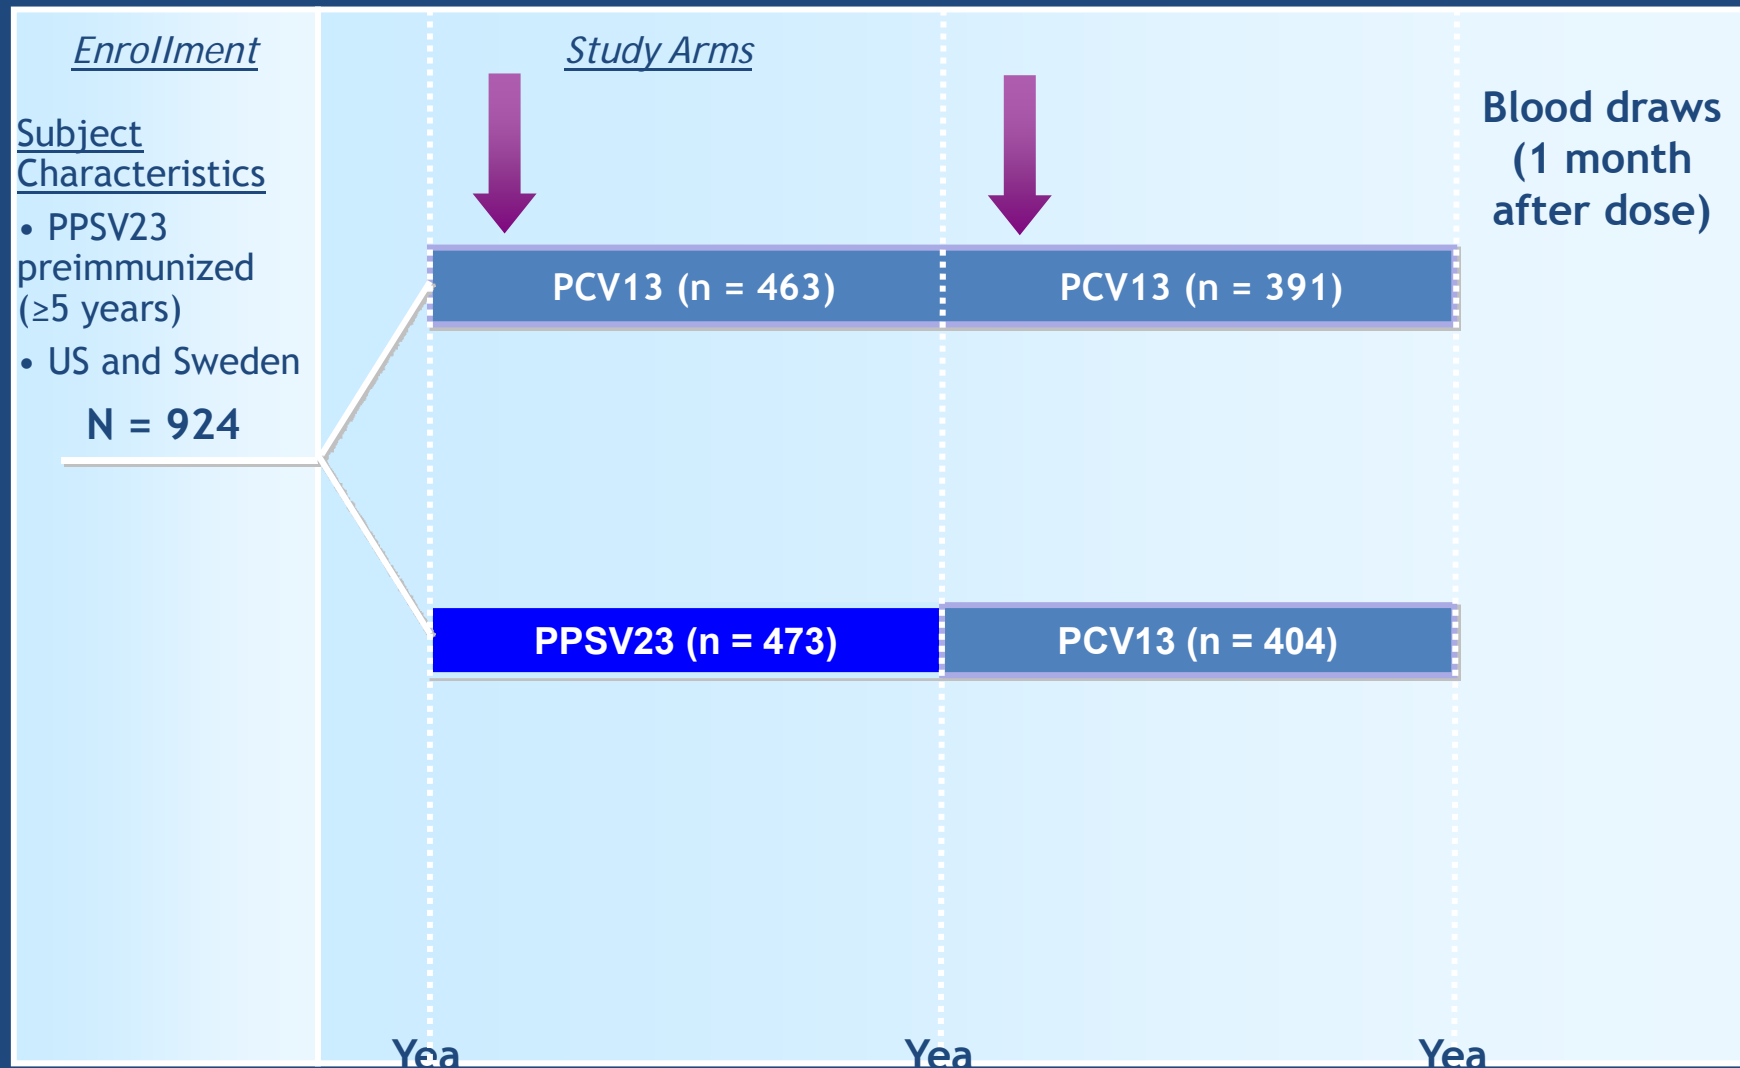 Enrollment
Study Arms
Subject
Characteristics
• PPSV23
preimmunized
(≥5 years)
• US and Sweden
N = 924
Blood draws
(1 month
after dose)
PCV13 (n = 463)
PCV13 (n = 391)
PPSV23 (n = 473)
PCV13 (n = 404)
Yea
Yea
Yea